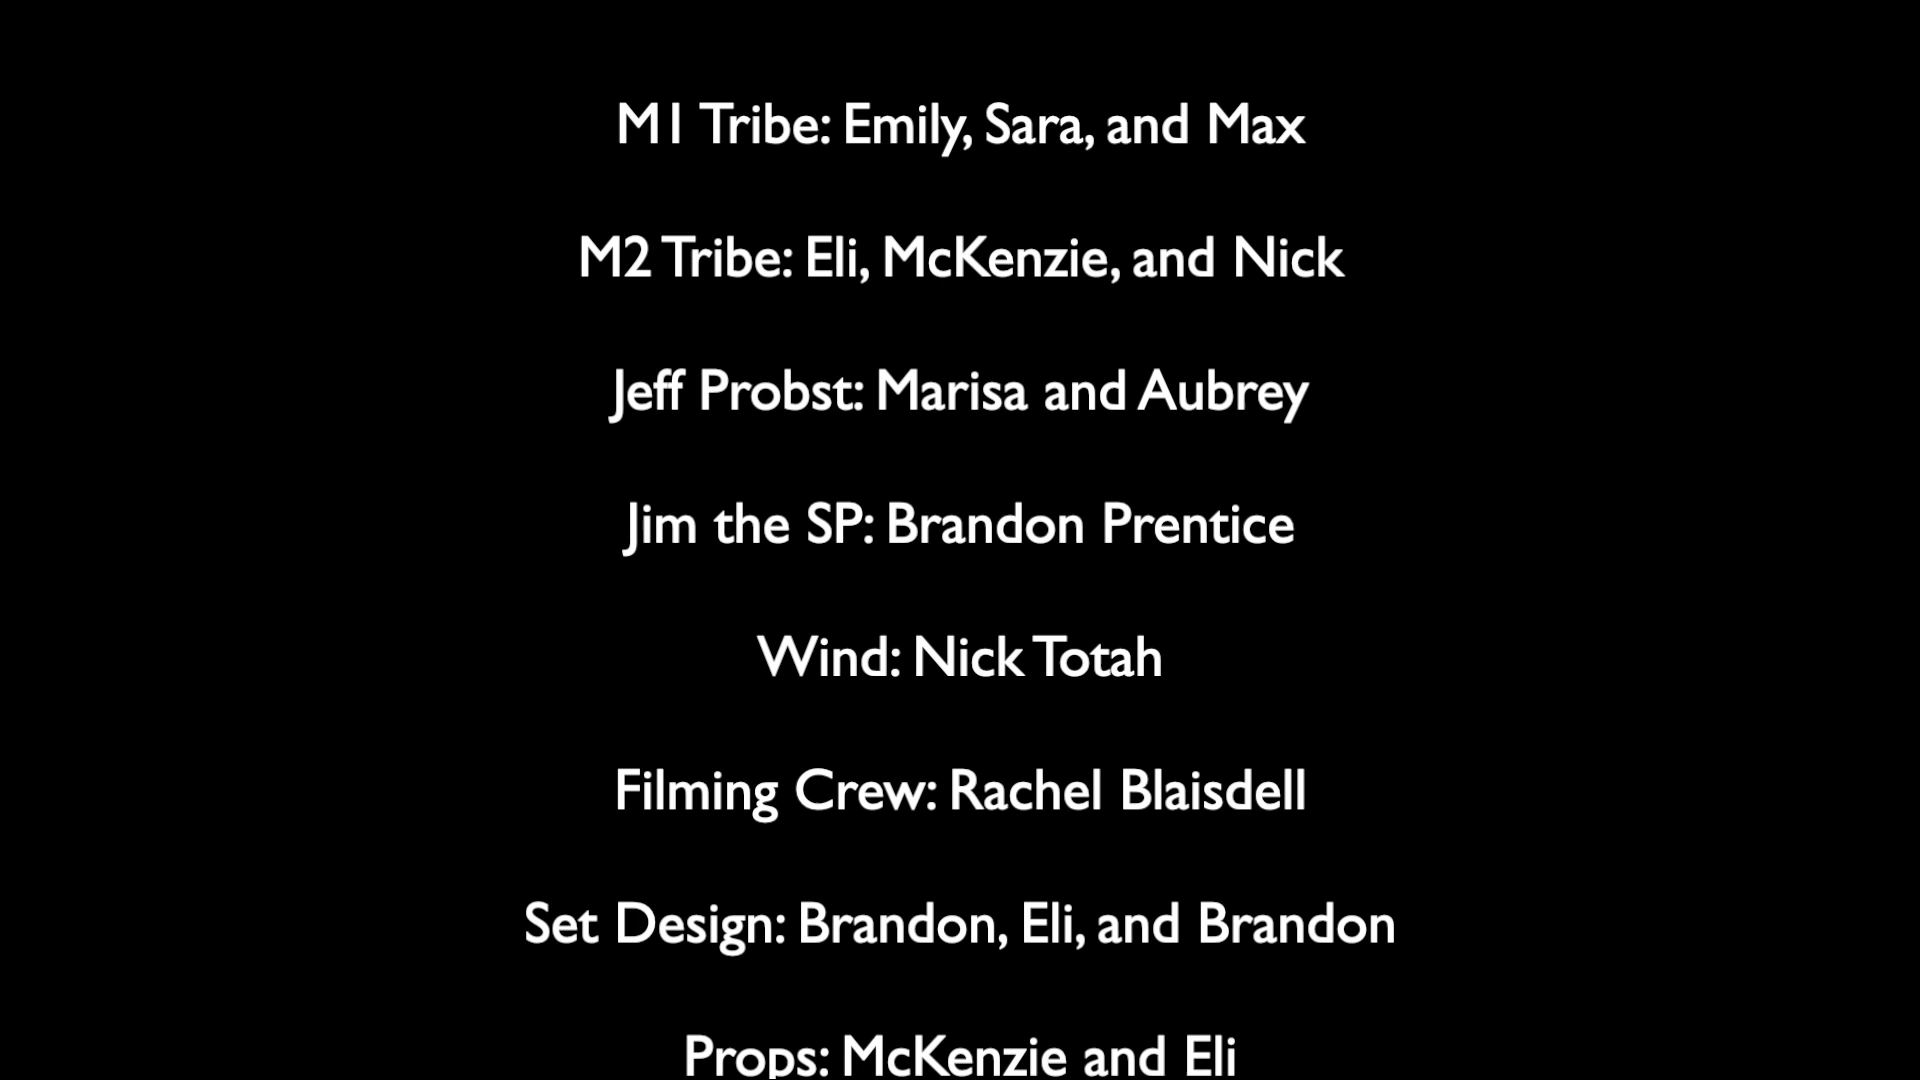 M1 Tribe: Emily, Sara, and Max
M2 Tribe: Eli, McKenzie, and Nick
Jeff Probst: Marisa and Aubrey
Jim the SP: Brandon Prentice
Wind: Nick Totah
Filming Crew: Rachel Blaisdell
Set Design: Brandon, Eli, and Brandon
Props: McKenzie and Eli